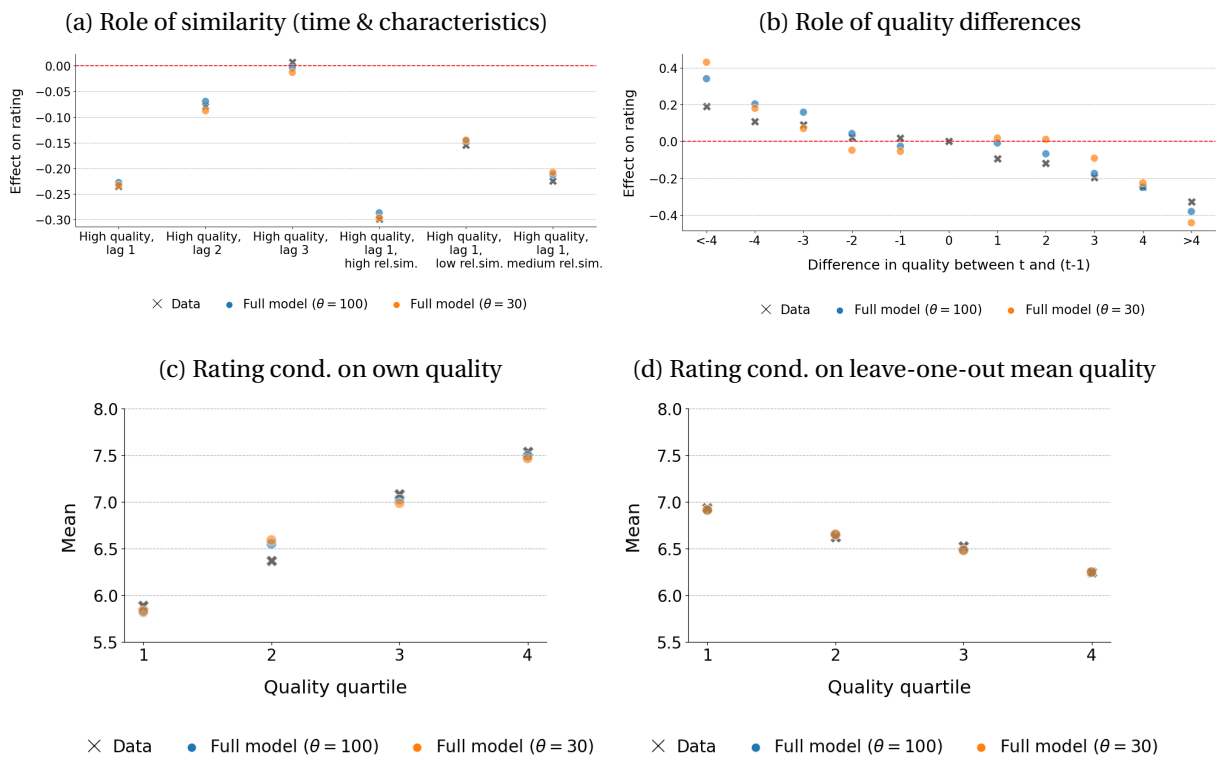 (a) Role of similarity (time & characteristics)
Effect on rating
0.00
−0.05
−0.10
−0.15
−0.20
−0.25
−0.30
High quality,
lag 1
High quality,
lag 2
High quality,
lag 3
High quality,
lag 1,
high rel.sim.
High quality,
lag 1,
low rel.sim.
High quality,
lag 1,
medium rel.sim.
Data
Full model (θ = 100)
Full model (θ = 30)
(b) Role of quality differences
Effect on rating
0.4
0.2
0.0
−0.2
−0.4
<-4 -4 -3 -2 -1 0 1 2 3 4 >4
Difference in quality between t and (t-1)
Data
Full model (θ = 100)
Full model (θ = 30)
(c) Rating cond. on own quality
Mean
8.0
7.5
7.0
6.5
6.0
5.5
1 2 3 4
Quality quartile
Data
Full model (θ = 100)
Full model (θ = 30)
(d) Rating cond. on leave-one-out mean quality
Mean
8.0
7.5
7.0
6.5
6.0
5.5
1 2 3 4
Quality quartile
Data
Full model (θ = 100)
Full model (θ = 30)